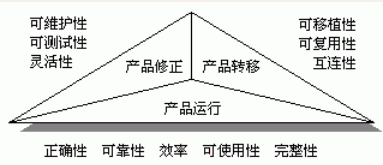 可维护性
可测试性
灵活性
可移植性
可复用性
互连性
产品修正
产品转移
产品运行
正确性 可靠性 效率 可使用性 完整性